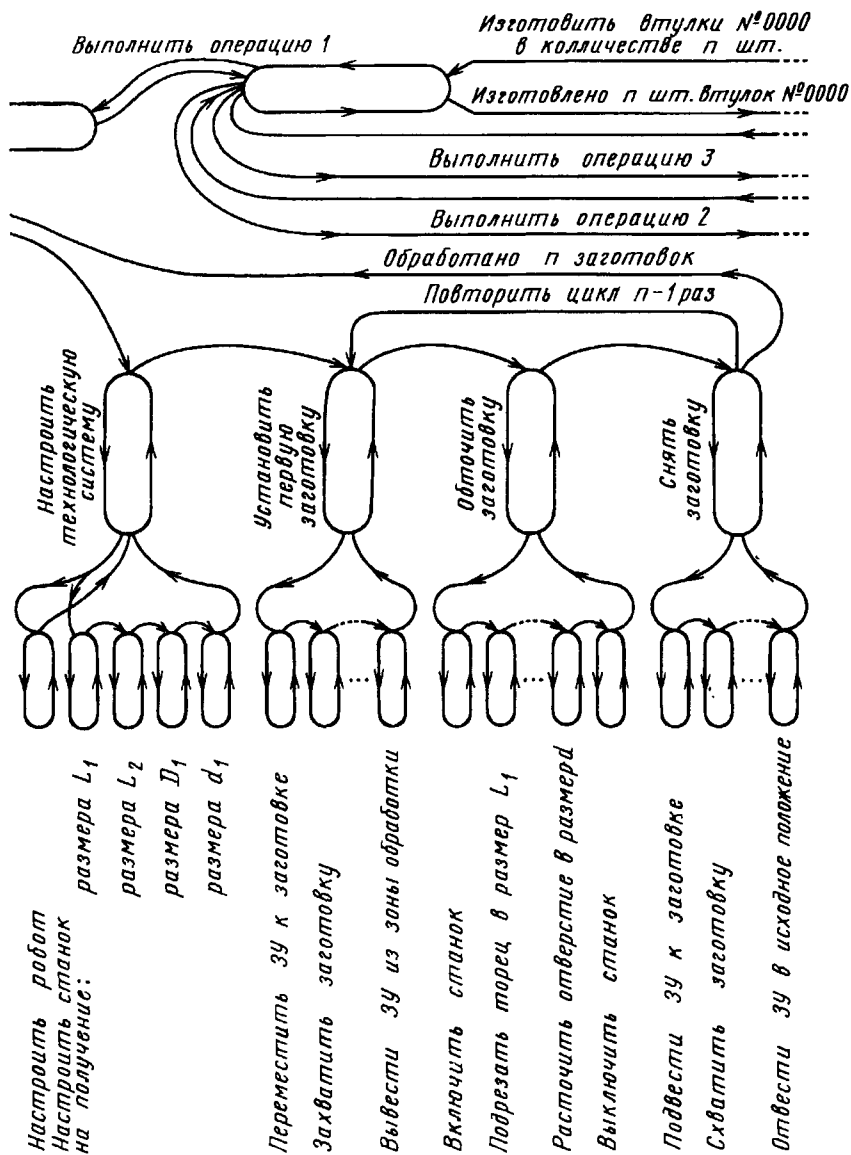 Изготовить втулки №0000
в колличестве п шт.
Выполнить операцию 1
Изготовлено п шт. втулок №0000
Выполнить операцию 3
Выполнить операцию 2
Обработано п заготовок
Повторить цикл п-1 раз
Настроить
технологическую
систему
Установить
первую
заготовку
Обточить
заготовку
Снять
заготовку
Настроить робот
Настроить станок
на получение:
размера L1
размера L2
размера D1
размера d1
Переместить ЗУ к заготовке
Захватить заготовку
Вывести ЗУ из зоны обработки
Включить станок
Подрезать торец в размер L1
Расточить отверстие в размер d
Выключить станок
Подвести ЗУ к заготовке
Схватить заготовку
Отвести ЗУ в исходное положение